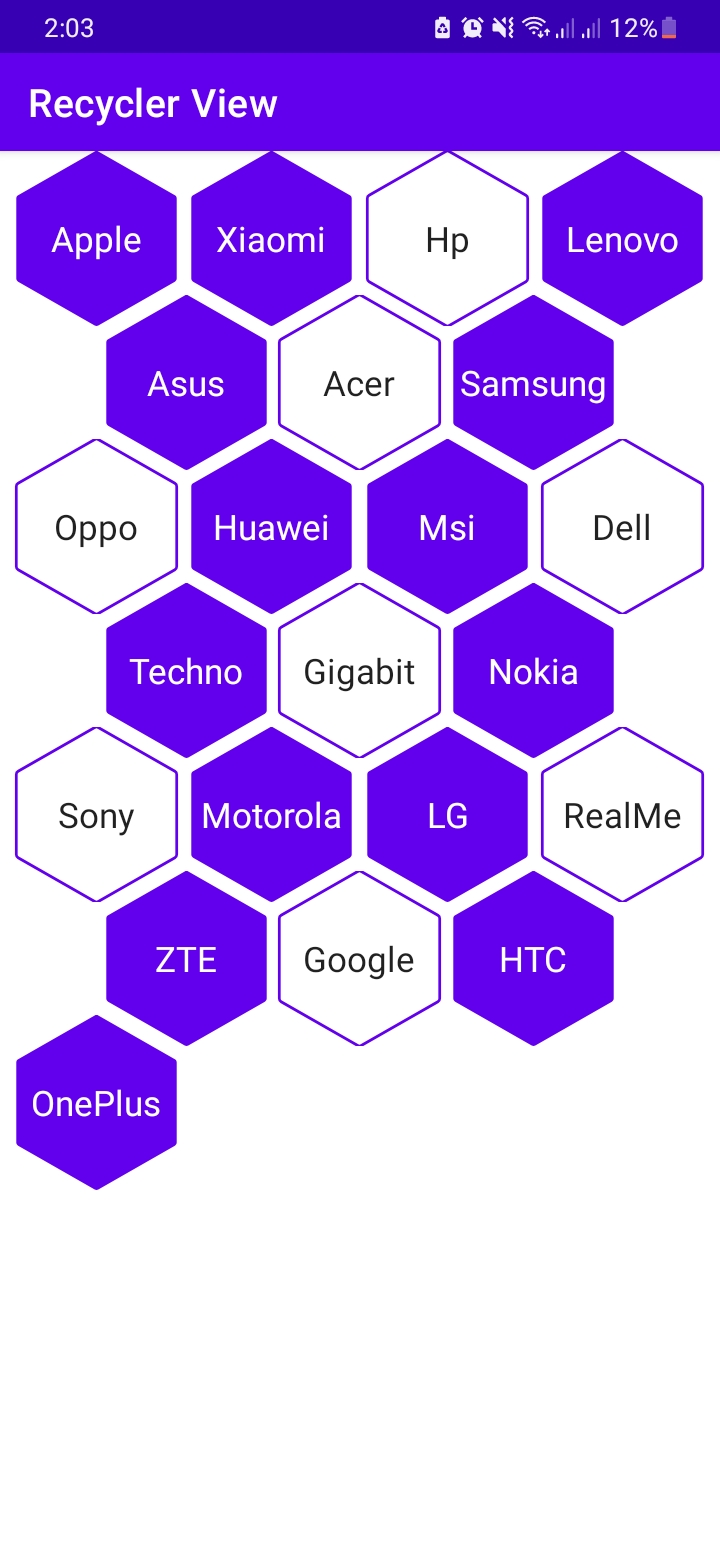 2:03 12%
Recycler View
Apple Xiaomi Hp Lenovo
Asus Acer Samsung
Oppo Huawei Msi Dell
Techno Gigabit Nokia
Sony Motorola LG RealMe
ZTE Google HTC
OnePlus